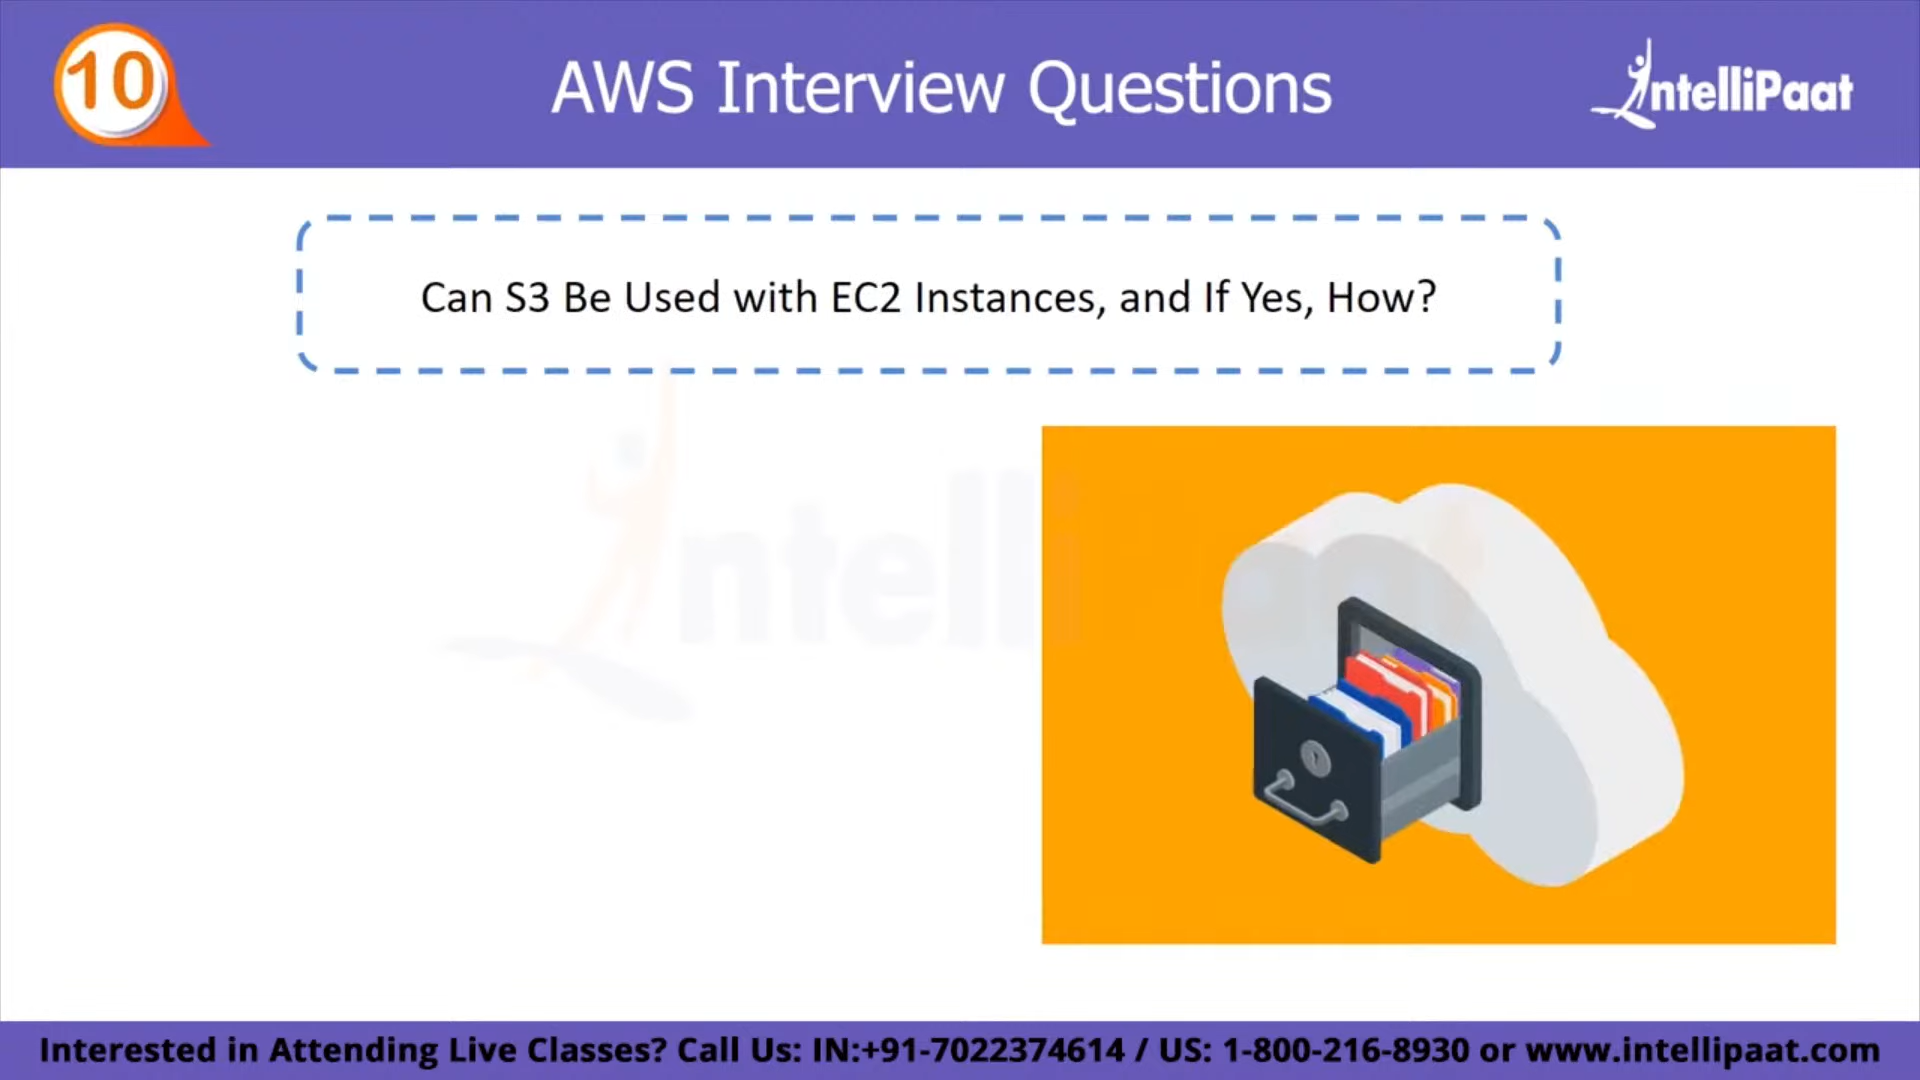 10
AWS Interview Questions
IntelliPaat
Can S3 Be Used with EC2 Instances, and If Yes, How?
IntelliPaat
Interested in Attending Live Classes? Call Us: IN:+91-7022374614 / US: 1-800-216-8930 or www.intellipaat.com